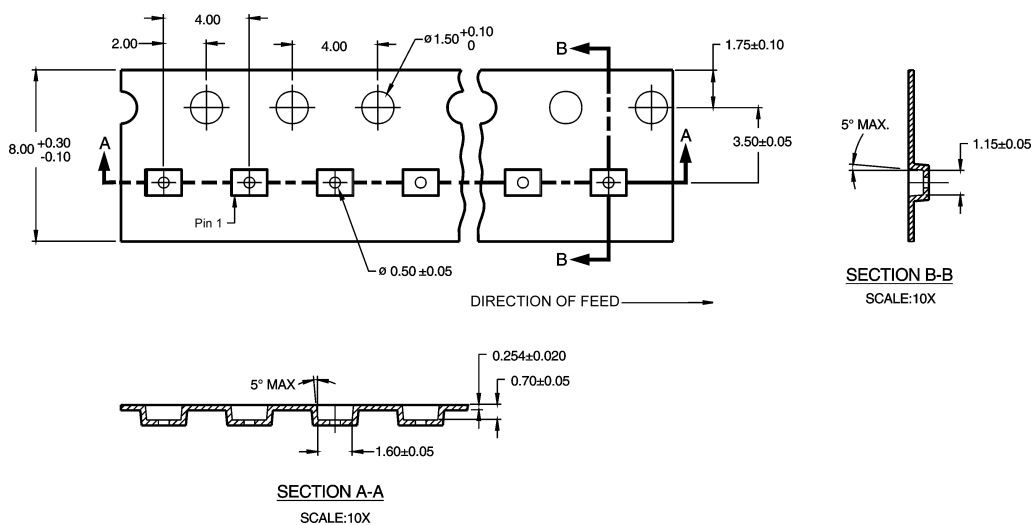 4.00
2.00
4.00
ø1.50 +0.10
0
B
1.75±0.10
8.00 +0.30
-0.10
A
A
3.50±0.05
5° MAX.
1.15±0.05
Pin 1
B
ø 0.50 ±0.05
SECTION B-B
SCALE:10X
DIRECTION OF FEED
0.254±0.020
5° MAX
0.70±0.05
1.60±0.05
SECTION A-A
SCALE:10X